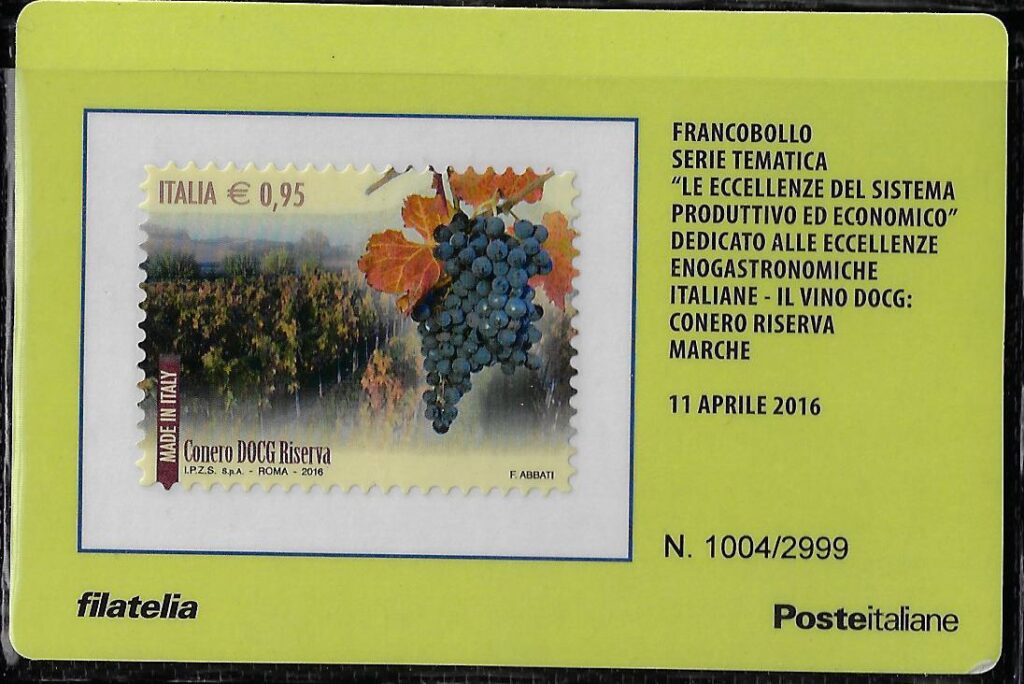 ITALIA € 0,95
MADE IN ITALY
Conero DOCG Riserva
I.P.Z.S. S.p.A. - ROMA - 2016
F. ABBATI
FRANCOBOLLO
SERIE TEMATICA
"LE ECCELLENZE DEL SISTEMA
PRODUTTIVO ED ECONOMICO"
DEDICATO ALLE ECCELLENZE
ENOGASTRONOMICHE
ITALIANE - IL VINO DOCG:
CONERO RISERVA
MARCHE
11 APRILE 2016
N. 1004/2999
filatelia
Posteitaliane